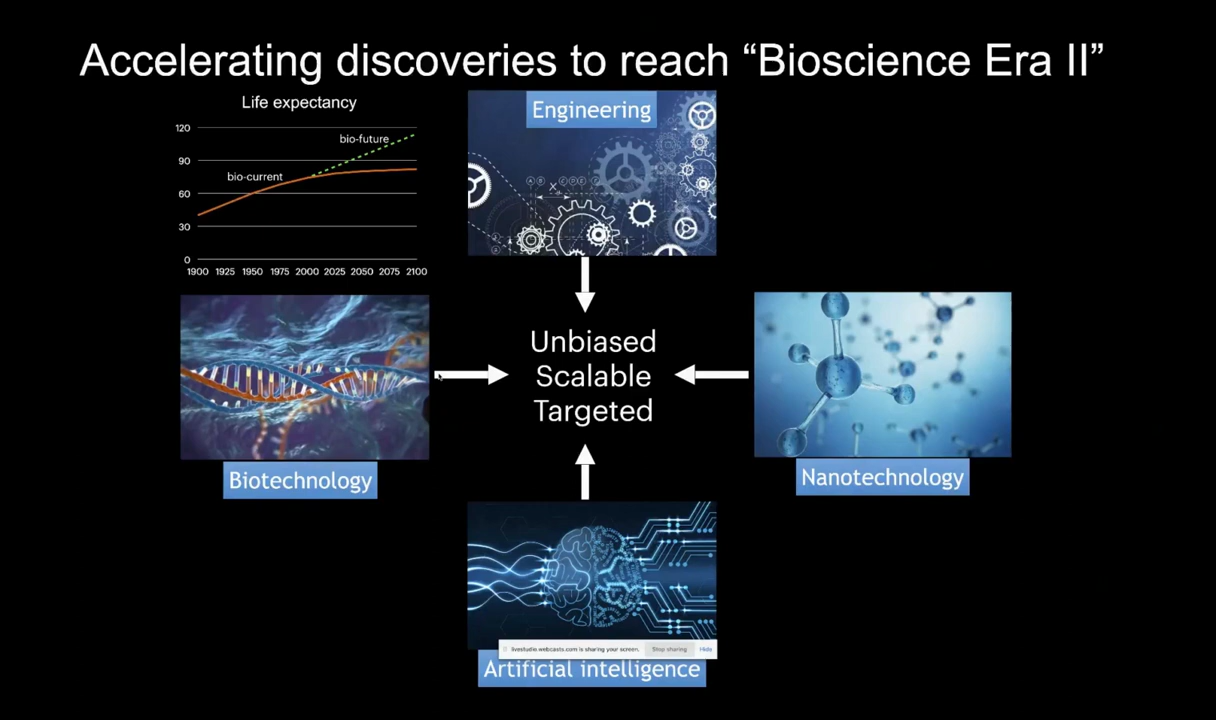 Accelerating discoveries to reach “Bioscience Era II”
Life expectancy
120
90
60
30
0
bio-future
bio-current
1900 1925 1950 1975 2000 2025 2050 2075 2100
Engineering
Unbiased
Scalable
Targeted
Biotechnology
Nanotechnology
livestudio.webcasts.com is sharing your screen.
Stop sharing
Hide
Artificial intelligence